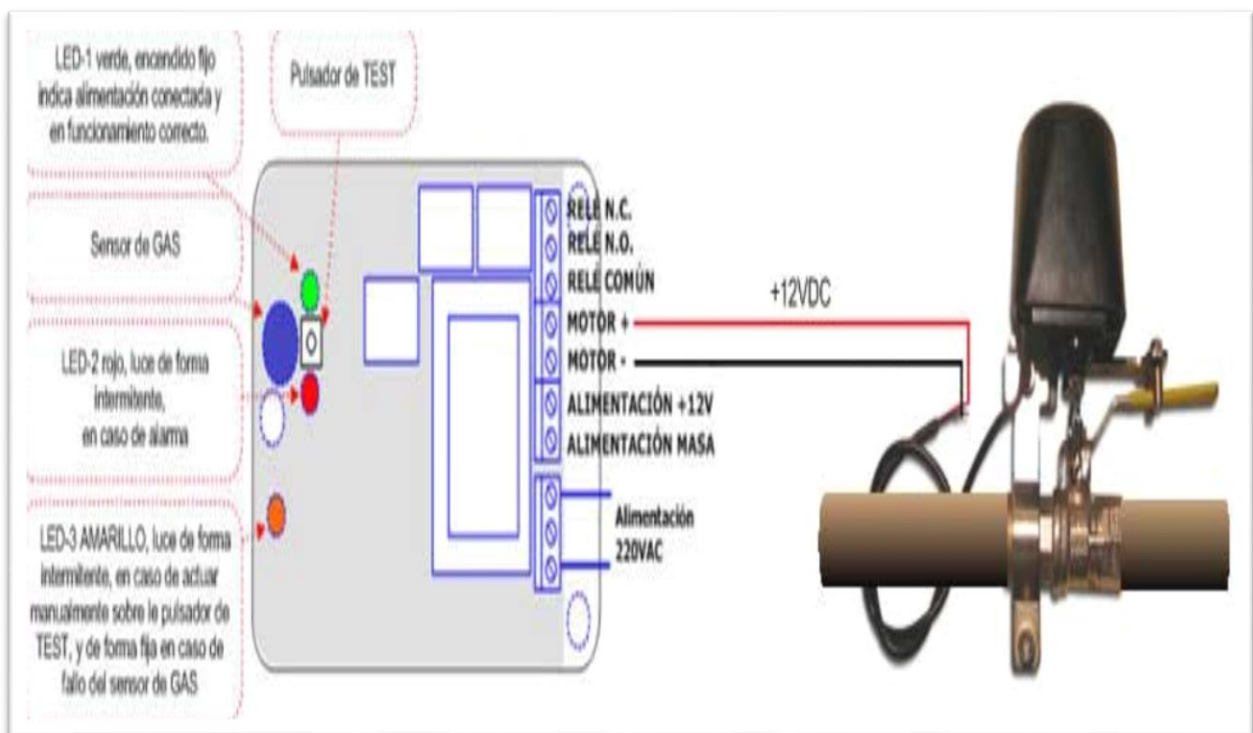 LED-1 verde, encendido fijo
indica alimentación conectada y
en funcionamiento correcto.
Pulsador de TEST
Sensor de GAS
LED-2 rojo, luce de forma
intermitente,
en caso de alarma
LED-3 AMARILLO, luce de forma
intermitente, en caso de actuar
manualmente sobre le pulsador de
TEST, y de forma fija en caso de
fallo del sensor de GAS
RELÉ N.C.
RELÉ N.O.
RELÉ COMÚN
MOTOR +
MOTOR -
ALIMENTACIÓN +12V
ALIMENTACIÓN MASA
Alimentación
220VAC
+12VDC